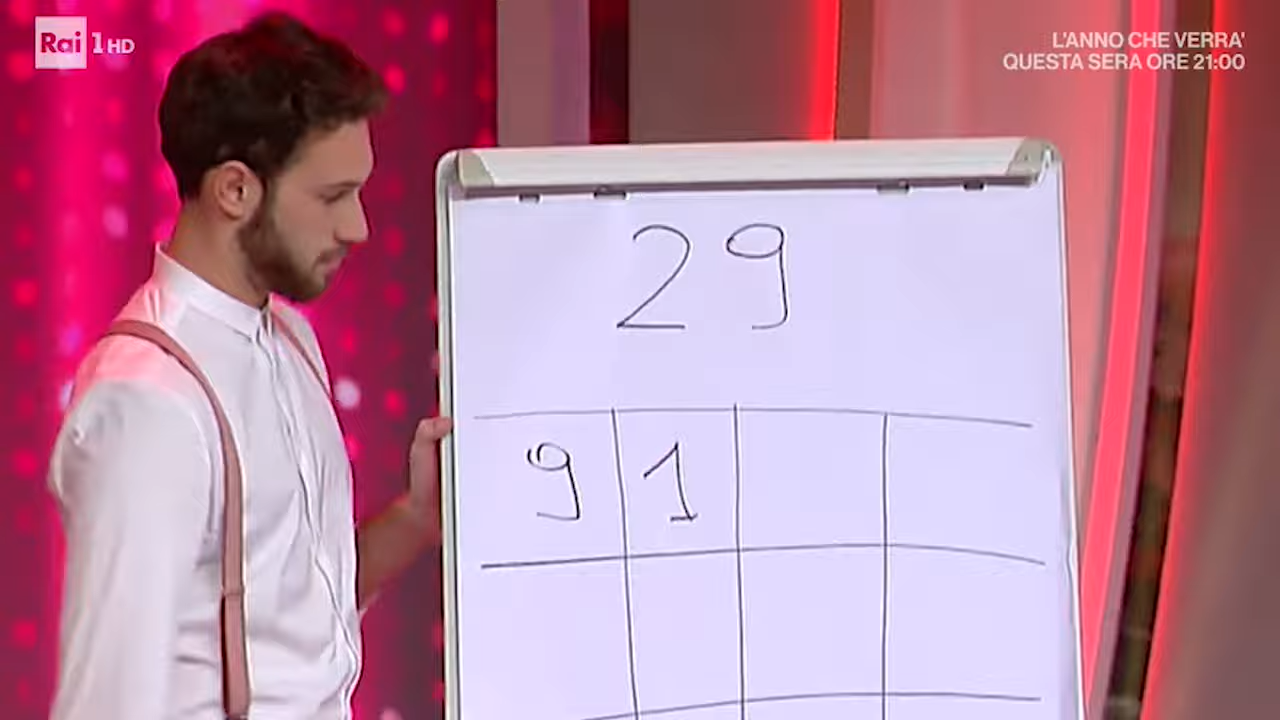 Rai 1 HD
L'ANNO CHE VERRA'
QUESTA SERA ORE 21:00
29
9 1